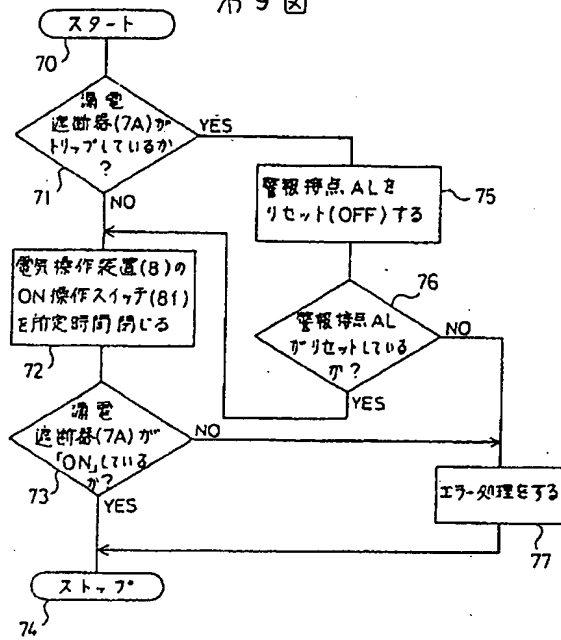 第9図
スタート
70
漏電
遮断器(7A)が
トリップしているか
?
YES
71
NO
警報接点ALを
リセット(OFF)する
75
電気操作装置(8)の
ON操作スイッチ(81)
を所定時間閉じる
72
76
警報接点AL
がリセットしている
か?
NO
YES
漏電
遮断器(7A)が
「ON」している
か?
NO
73
YES
エラー処理をする
77
ストップ
74